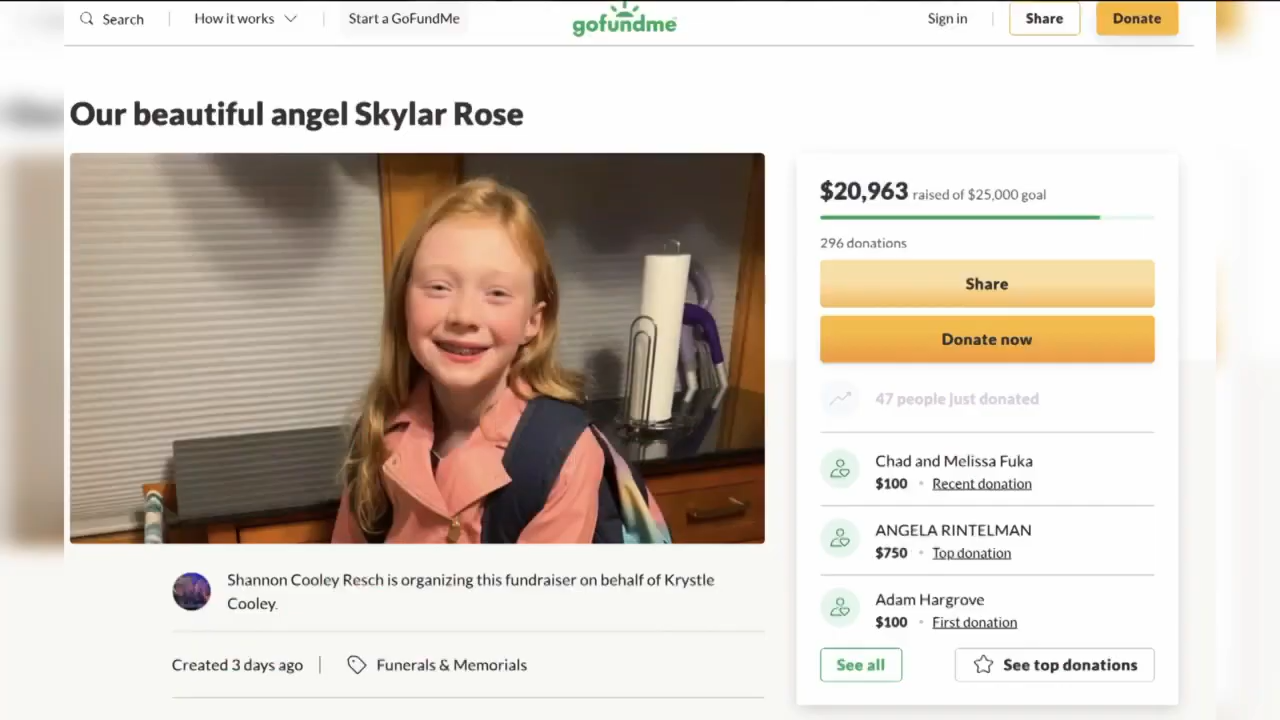 Search
How it works
Start a GoFundMe
gofundme
Sign in
Share
Donate
Our beautiful angel Skylar Rose
$20,963 raised of $25,000 goal
296 donations
Share
Donate now
47 people just donated
Chad and Melissa Fuka
$100 • Recent donation
ANGELA RINTELMAN
$750 • Top donation
Adam Hargrove
$100 • First donation
See all
See top donations
Shannon Cooley Resch is organizing this fundraiser on behalf of Krystle
Cooley.
Created 3 days ago
Funerals & Memorials